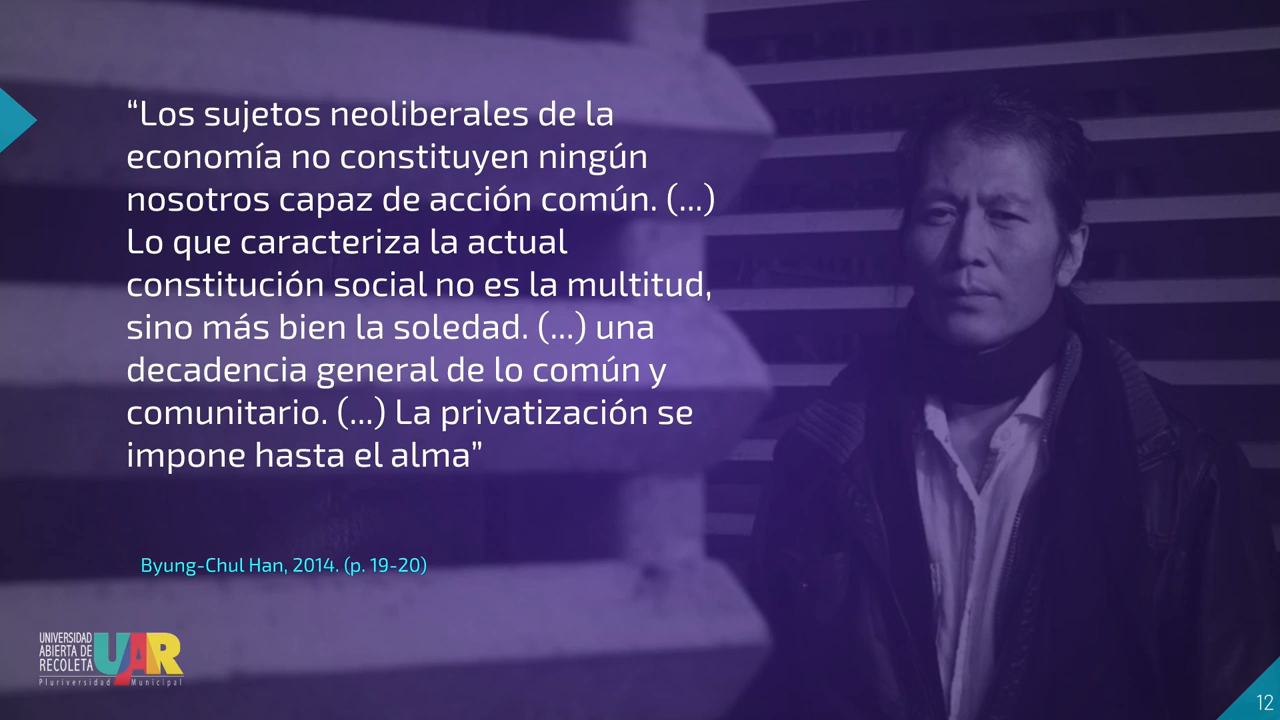 “Los sujetos neoliberales de la
economía no constituyen ningún
nosotros capaz de acción común. (...)
Lo que caracteriza la actual
constitución social no es la multitud,
sino más bien la soledad. (...) una
decadencia general de lo común y
comunitario. (...) La privatización se
impone hasta el alma”
Byung-Chul Han, 2014. (p. 19-20)
UNIVERSIDAD
ABIERTA DE
RECOLETA
UAR
Pluriversidad Municipal
12